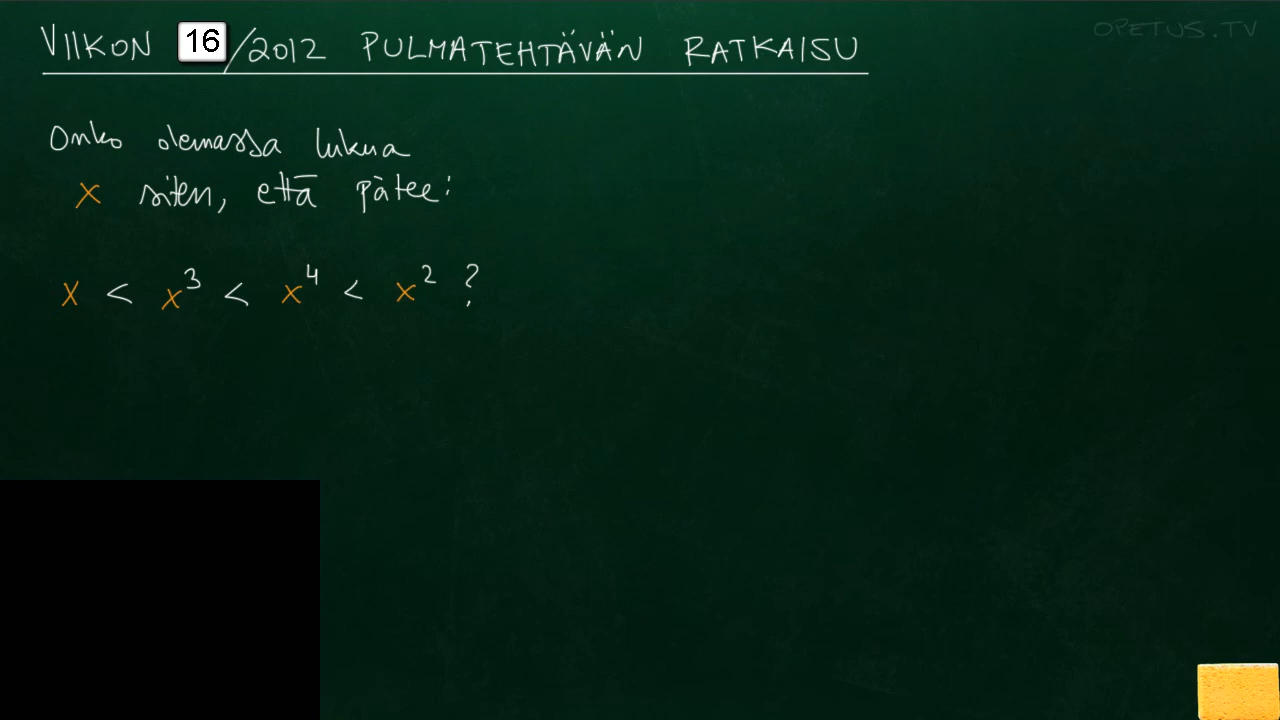 VIIKON 16/2012 PULMATEHTÄVÄN RATKAISU
OPETUS.TV
Onko olemassa lukua
x siten, että pätee:
x < x³ < x⁴ < x² ?